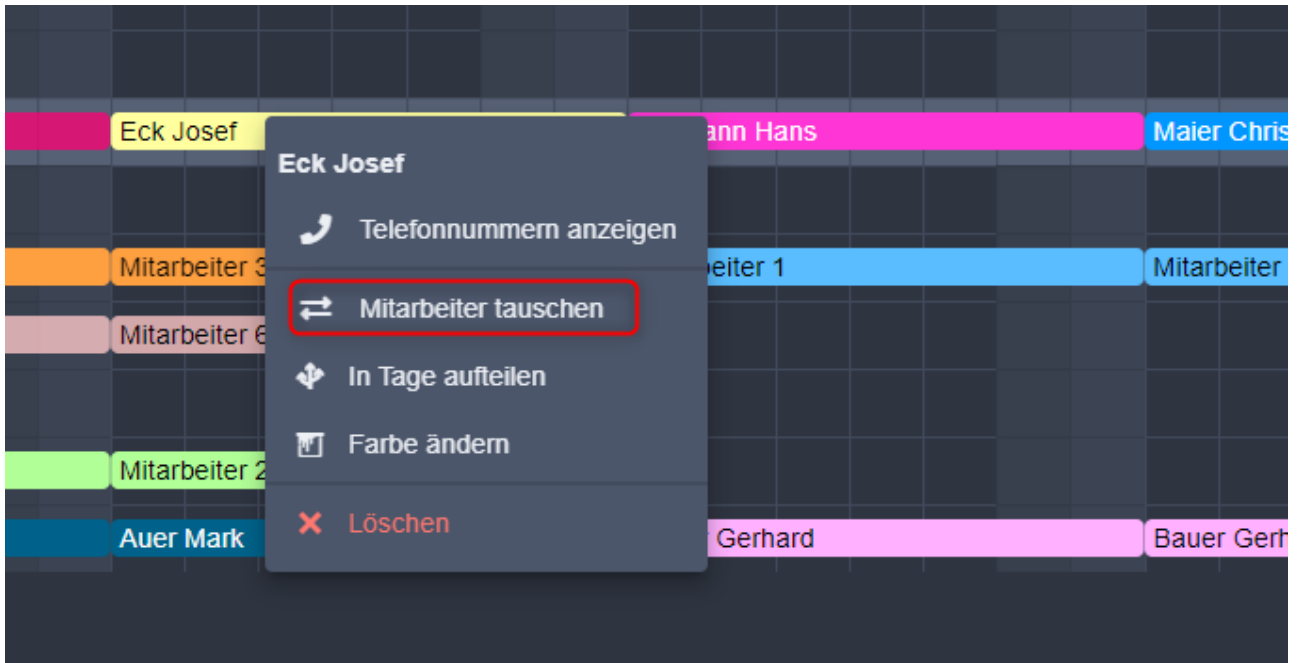 Eck Josef
ann Hans
Maier Chris
Eck Josef
Telefonnummern anzeigen
Mitarbeiter 3
eiter 1
Mitarbeiter
Mitarbeiter tauschen
Mitarbeiter 6
In Tage aufteilen
Farbe ändern
Mitarbeiter 2
Löschen
Auer Mark
Gerhard
Bauer Gerh